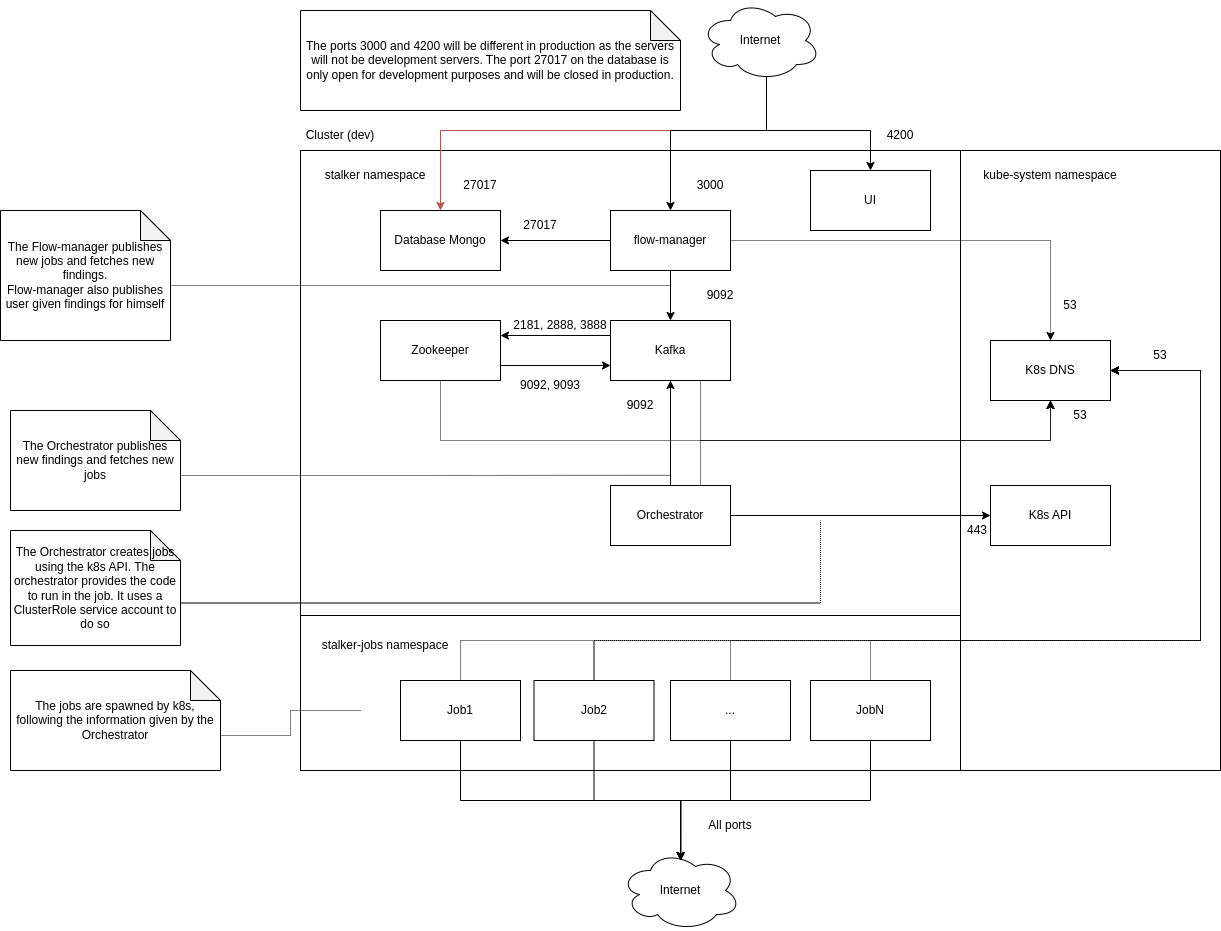 The ports 3000 and 4200 will be different in production as the servers
will not be development servers. The port 27017 on the database is
only open for development purposes and will be closed in production.
Internet
Cluster (dev)
4200
stalker namespace
kube-system namespace
27017
3000
UI
27017
Database Mongo
flow-manager
The Flow-manager publishes
new jobs and fetches new
findings.
Flow-manager also publishes
user given findings for himself
9092
53
2181, 2888, 3888
Zookeeper
Kafka
9092, 9093
K8s DNS
53
9092
53
The Orchestrator publishes
new findings and fetches new
jobs
Orchestrator
K8s API
443
The Orchestrator creates jobs
using the k8s API. The
orchestrator provides the code
to run in the job. It uses a
ClusterRole service account to
do so
stalker-jobs namespace
The jobs are spawned by k8s,
following the information given by the
Orchestrator
Job1
Job2
...
JobN
All ports
Internet